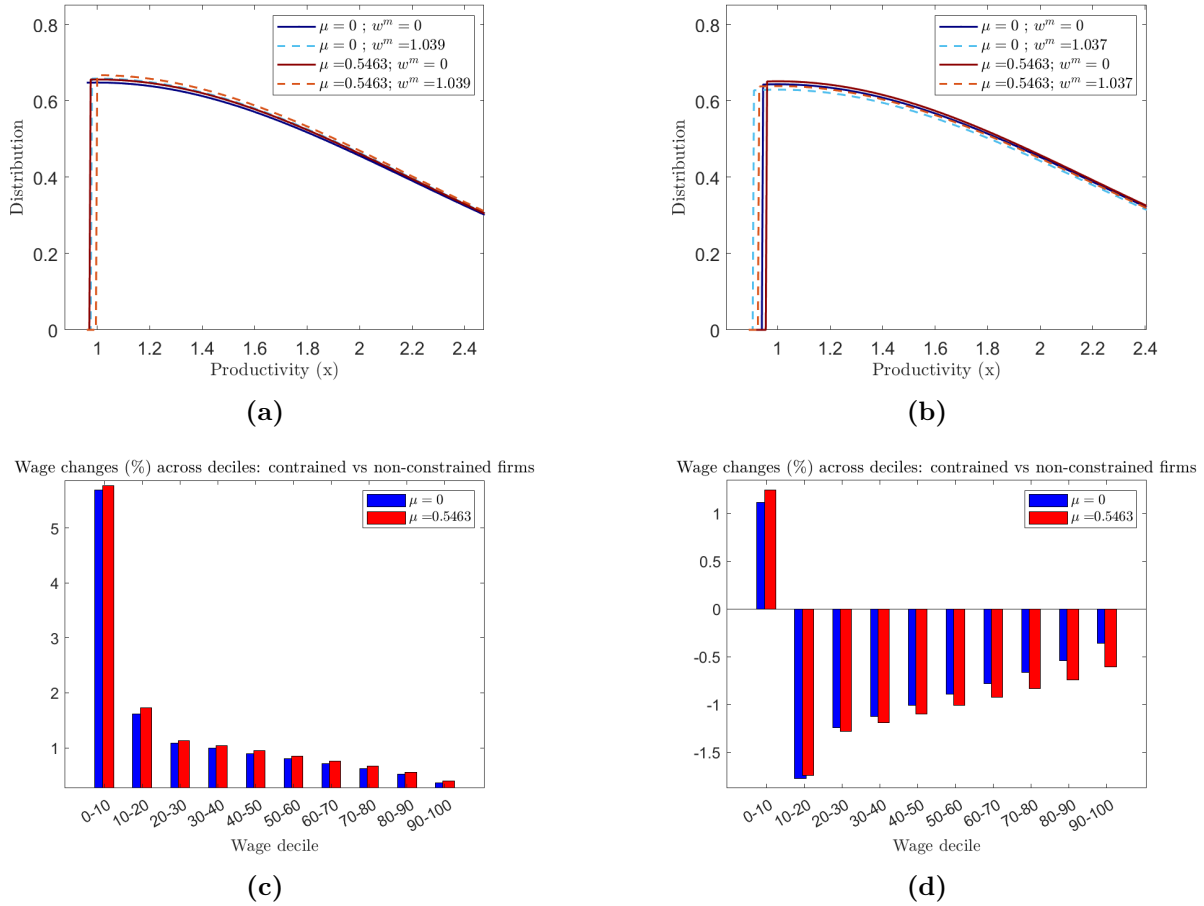 0.8
0.6
0.4
0.2
0
Distribution
1 1.2 1.4 1.6 1.8 2 2.2 2.4
Productivity (x)
μ = 0 ; w^m = 0
μ = 0 ; w^m =1.039
μ =0.5463; w^m = 0
μ =0.5463; w^m =1.039
(a)
0.8
0.6
0.4
0.2
0
Distribution
1 1.2 1.4 1.6 1.8 2 2.2 2.4
Productivity (x)
μ = 0 ; w^m = 0
μ = 0 ; w^m =1.037
μ =0.5463; w^m = 0
μ =0.5463; w^m =1.037
(b)
Wage changes (%) across deciles: contrained vs non-constrained firms
μ = 0
μ =0.5463
5
4
3
2
1
0-10 10-20 20-30 30-40 40-50 50-60 60-70 70-80 80-90 90-100
Wage decile
(c)
Wage changes (%) across deciles: contrained vs non-constrained firms
μ = 0
μ =0.5463
1
0.5
0
-0.5
-1
-1.5
0-10 10-20 20-30 30-40 40-50 50-60 60-70 70-80 80-90 90-100
Wage decile
(d)